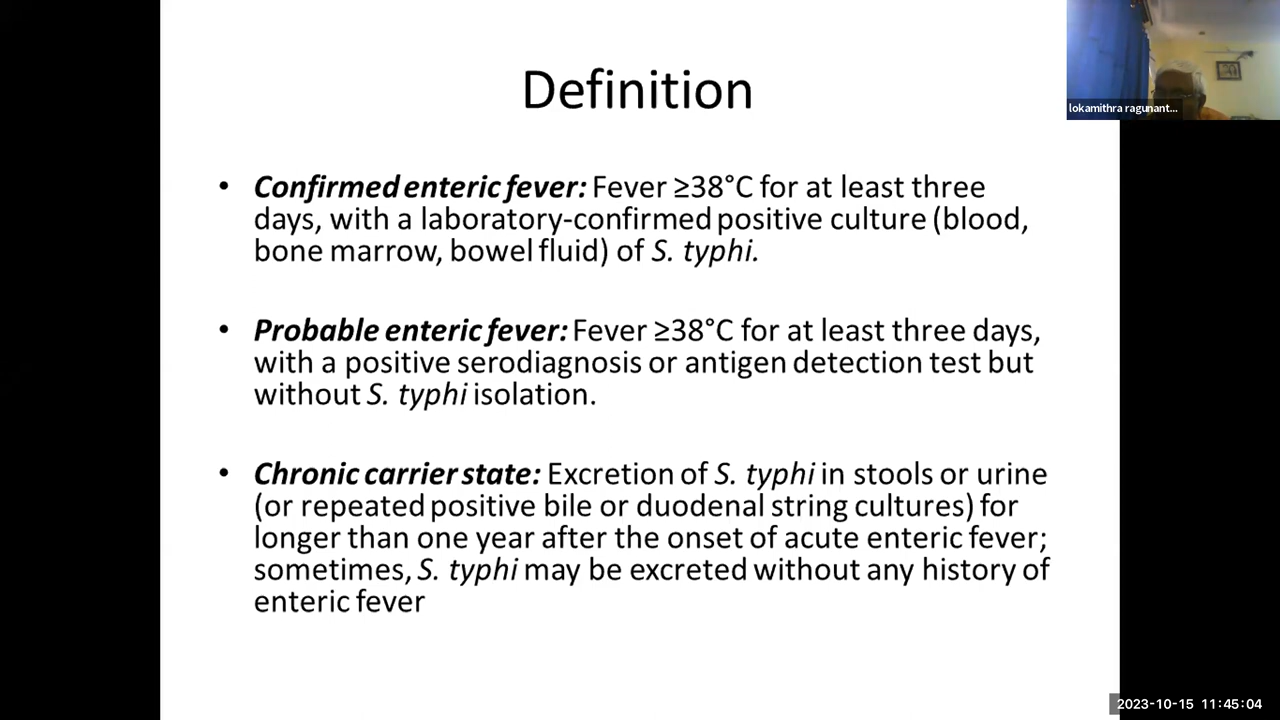 Definition
• Confirmed enteric fever: Fever ≥38°C for at least three
days, with a laboratory-confirmed positive culture (blood,
bone marrow, bowel fluid) of S. typhi.
• Probable enteric fever: Fever ≥38°C for at least three days,
with a positive serodiagnosis or antigen detection test but
without S. typhi isolation.
• Chronic carrier state: Excretion of S. typhi in stools or urine
(or repeated positive bile or duodenal string cultures) for
longer than one year after the onset of acute enteric fever;
sometimes, S. typhi may be excreted without any history of
enteric fever
lokamithra ragunant...
2023-10-15 11:45:04